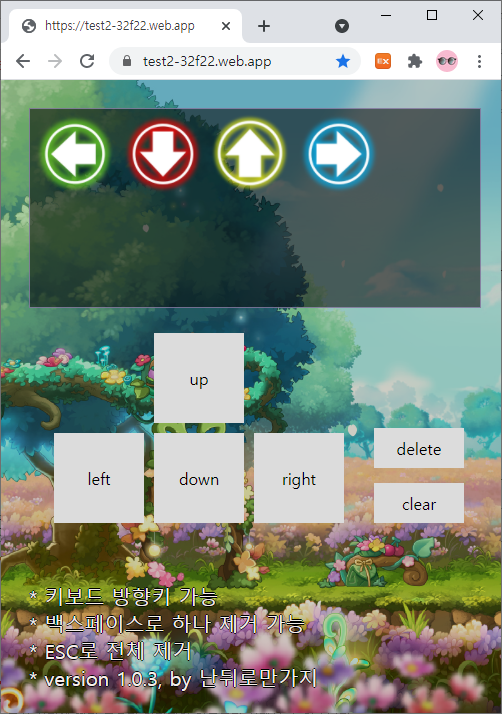 https://test2-32f22.web.app
test2-32f22.web.app
up
left
down
right
delete
clear
* 키보드 방향키 가능
* 백스페이스로 하나 제거 가능
* ESC로 전체 제거
* version 1.0.3, by 난뒤로만가지